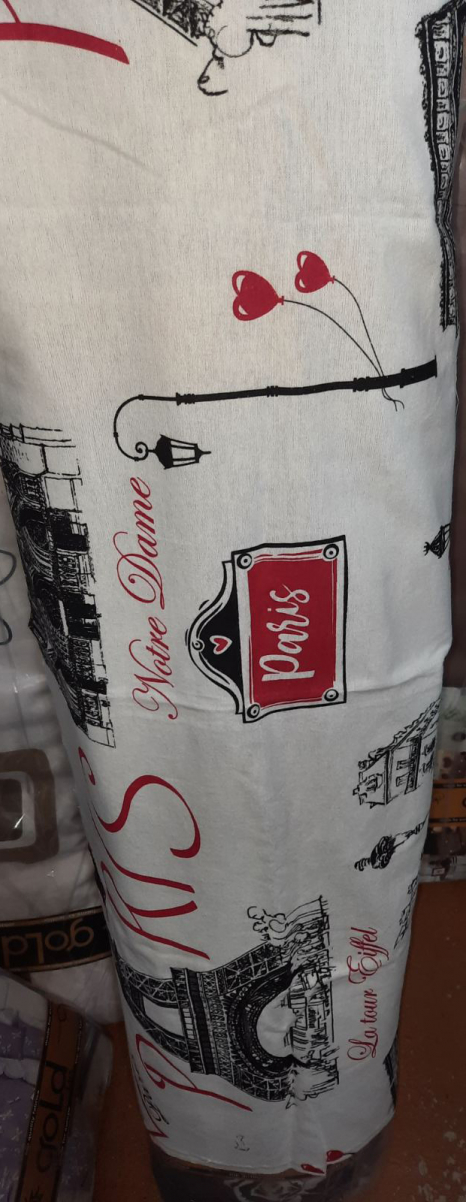 Notre Dame
Paris
La tour Eiffel
gold
gold